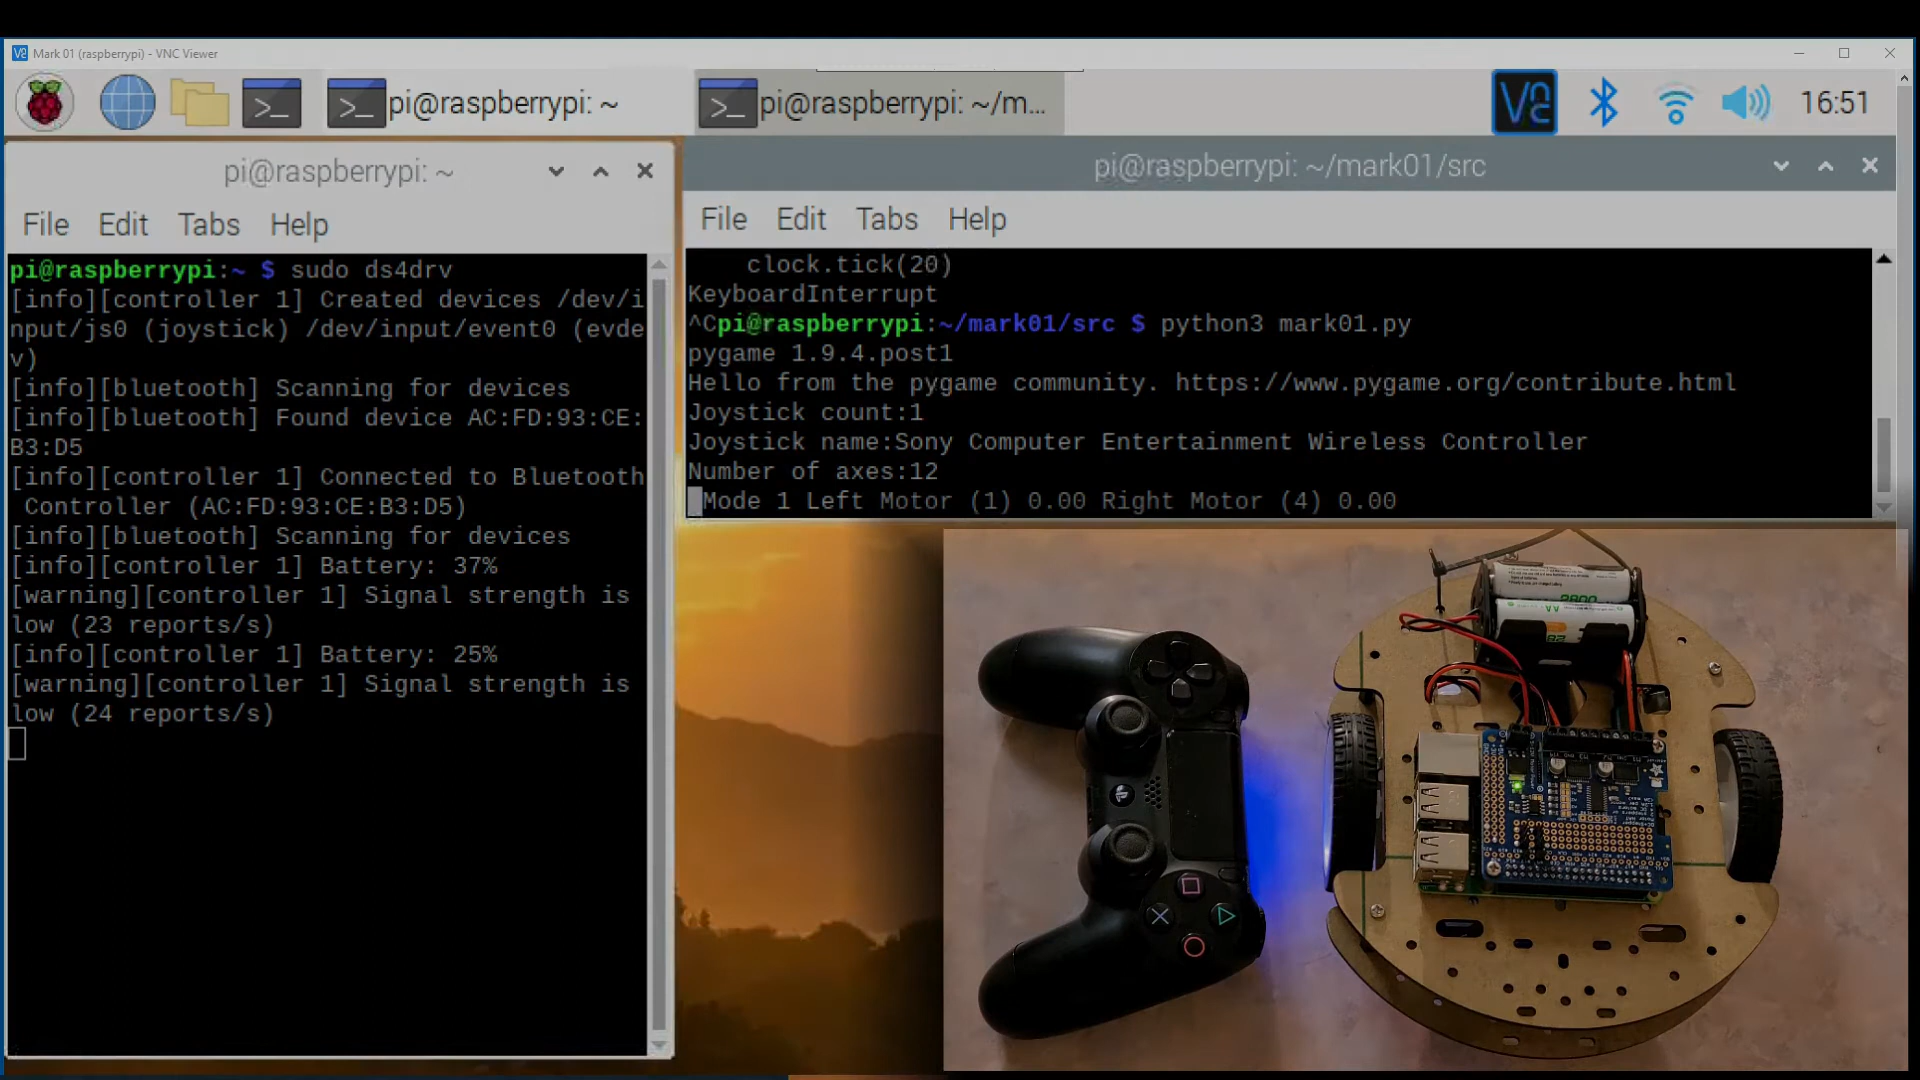 Mark 01 (raspberrypi) - VNC Viewer
pi@raspberrypi: ~
pi@raspberrypi: ~/m...
16:51
pi@raspberrypi: ~
File Edit Tabs Help
pi@raspberrypi:~ $ sudo ds4drv
[info][controller 1] Created devices /dev/i
nput/js0 (joystick) /dev/input/event0 (evde
v)
[info][bluetooth] Scanning for devices
[info][bluetooth] Found device AC:FD:93:CE:
B3:D5
[info][controller 1] Connected to Bluetooth
Controller (AC:FD:93:CE:B3:D5)
[info][bluetooth] Scanning for devices
[info][controller 1] Battery: 37%
[warning][controller 1] Signal strength is
low (23 reports/s)
[info][controller 1] Battery: 25%
[warning][controller 1] Signal strength is
low (24 reports/s)
pi@raspberrypi: ~/mark01/src
File Edit Tabs Help
clock.tick(20)
KeyboardInterrupt
^Cpi@raspberrypi:~/mark01/src $ python3 mark01.py
pygame 1.9.4.post1
Hello from the pygame community. https://www.pygame.org/contribute.html
Joystick count:1
Joystick name:Sony Computer Entertainment Wireless Controller
Number of axes:12
Mode 1 Left Motor (1) 0.00 Right Motor (4) 0.00